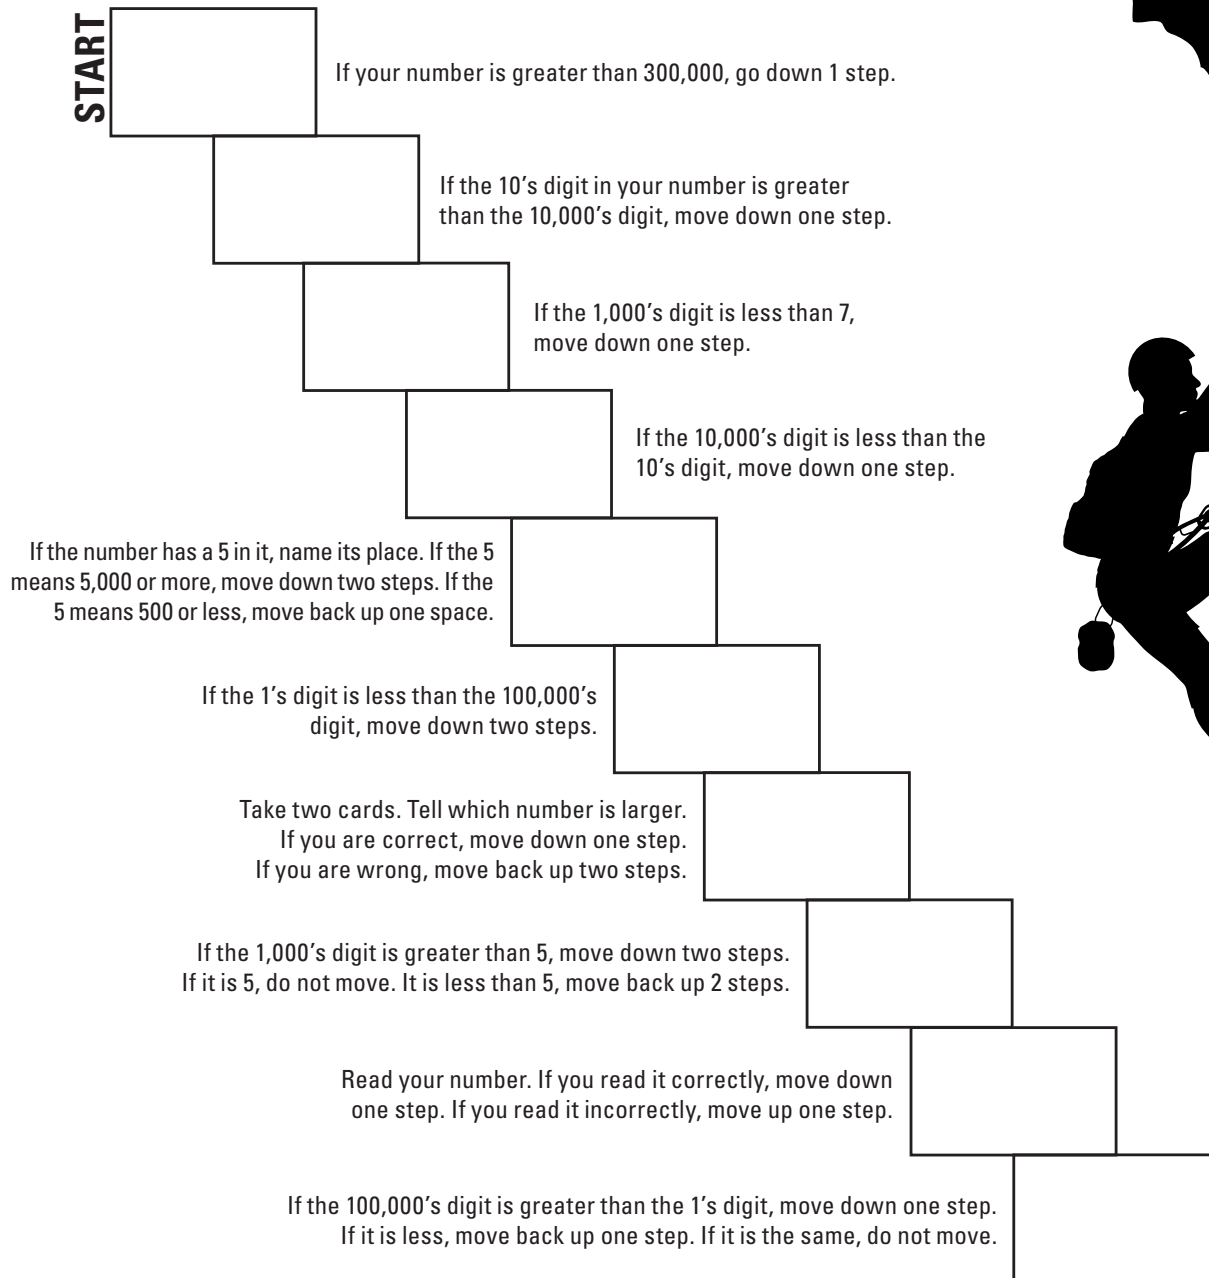 START
If your number is greater than 300,000, go down 1 step.
If the 10’s digit in your number is greater
than the 10,000’s digit, move down one step.
If the 1,000’s digit is less than 7,
move down one step.
If the 10,000’s digit is less than the
10’s digit, move down one step.
If the number has a 5 in it, name its place. If the 5
means 5,000 or more, move down two steps. If the
5 means 500 or less, move back up one space.
If the 1’s digit is less than the 100,000’s
digit, move down two steps.
Take two cards. Tell which number is larger.
If you are correct, move down one step.
If you are wrong, move back up two steps.
If the 1,000’s digit is greater than 5, move down two steps.
If it is 5, do not move. It is less than 5, move back up 2 steps.
Read your number. If you read it correctly, move down
one step. If you read it incorrectly, move up one step.
If the 100,000’s digit is greater than the 1’s digit, move down one step.
If it is less, move back up one step. If it is the same, do not move.